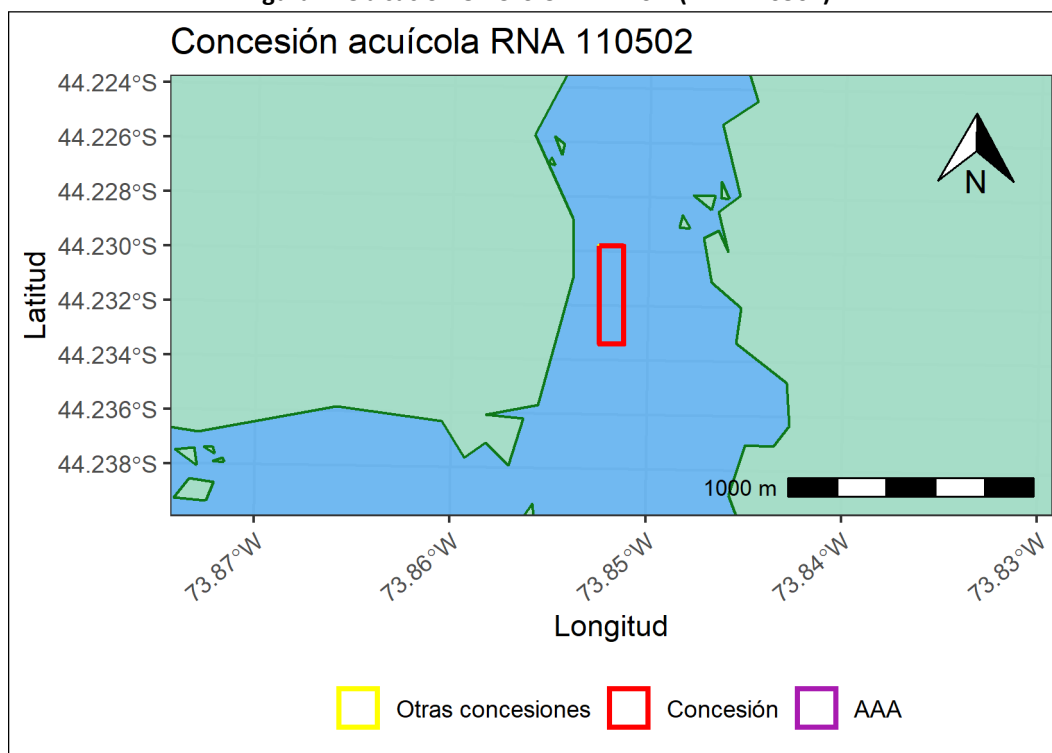 Concesión acuícola RNA 110502
44.224°S
44.226°S
44.228°S
44.230°S
44.232°S
44.234°S
44.236°S
44.238°S
Latitud
N
1000 m
73.87°W
73.86°W
73.85°W
73.84°W
73.83°W
Longitud
Otras concesiones
Concesión
AAA